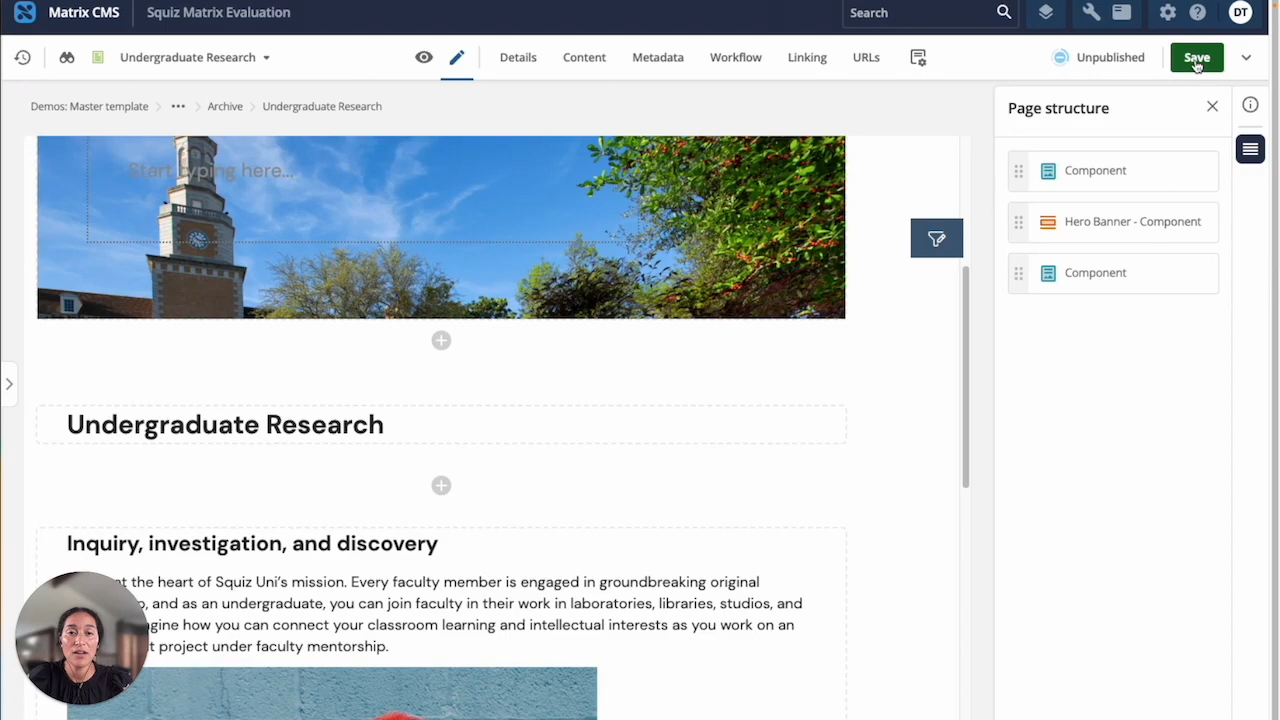 Matrix CMS
Squiz Matrix Evaluation
Search
DT
Undergraduate Research
Details
Content
Metadata
Workflow
Linking
URLs
Unpublished
Save
Demos: Master template
•••
Archive
Undergraduate Research
Page structure
Component
Hero Banner - Component
Component
Start typing here...
Undergraduate Research
Inquiry, investigation, and discovery
at the heart of Squiz Uni's mission. Every faculty member is engaged in groundbreaking original
and as an undergraduate, you can join faculty in their work in laboratories, libraries, studios, and
how you can connect your classroom learning and intellectual interests as you work on an
project under faculty mentorship.